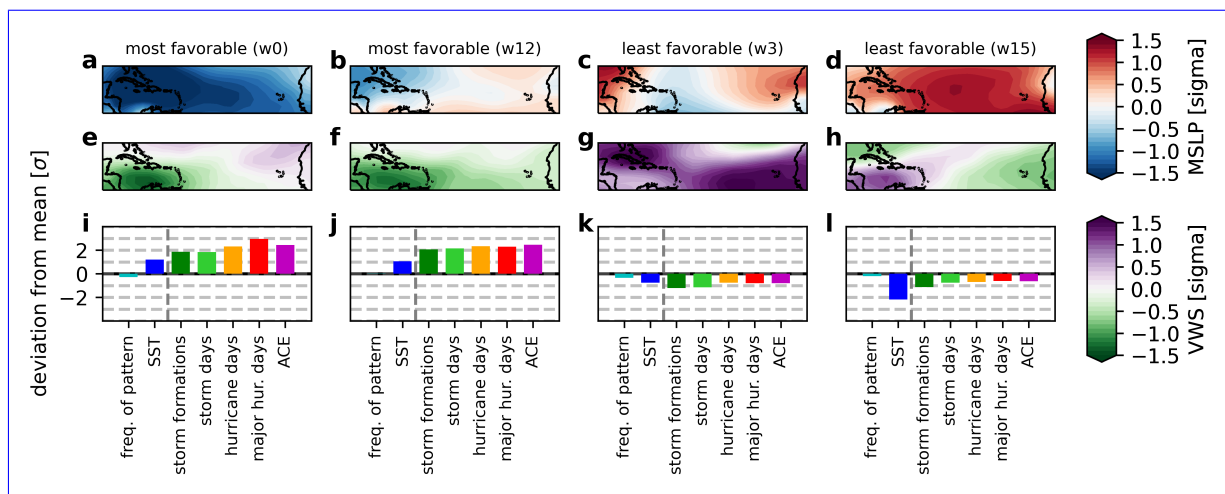 most favorable (w0)
most favorable (w12)
least favorable (w3)
least favorable (w15)
a
b
c
d
1.5
1.0
0.5
0.0
−0.5
−1.0
−1.5
MSLP [sigma]
e
f
g
h
i
j
k
l
deviation from mean [σ]
2
0
−2
1.5
1.0
0.5
0.0
−0.5
−1.0
−1.5
VWS [sigma]
freq. of pattern
SST
storm formations
storm days
hurricane days
major hur. days
ACE
freq. of pattern
SST
storm formations
storm days
hurricane days
major hur. days
ACE
freq. of pattern
SST
storm formations
storm days
hurricane days
major hur. days
ACE
freq. of pattern
SST
storm formations
storm days
hurricane days
major hur. days
ACE